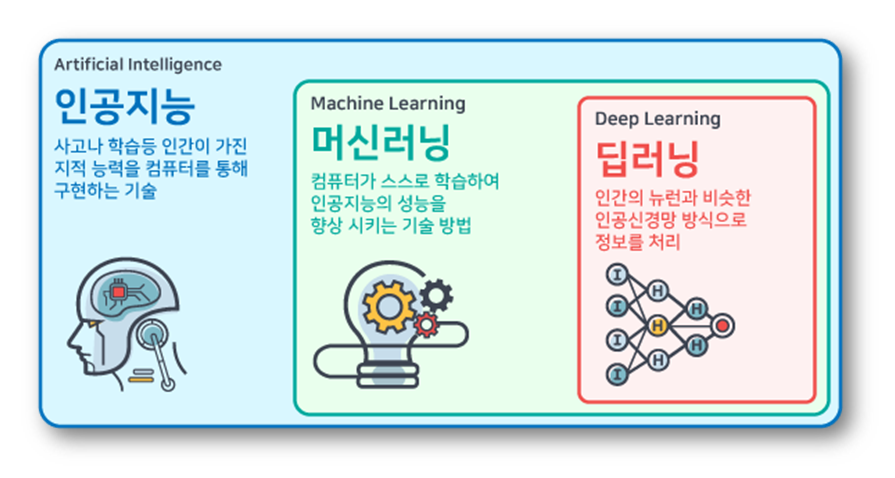 Artificial Intelligence
인공지능
사고나 학습등 인간이 가진
지적 능력을 컴퓨터를 통해
구현하는 기술
Machine Learning
머신러닝
컴퓨터가 스스로 학습하여
인공지능의 성능을
향상 시키는 기술 방법
Deep Learning
딥러닝
인간의 뉴런과 비슷한
인공신경망 방식으로
정보를 처리
I
H
I
H
H
I
H
H
I